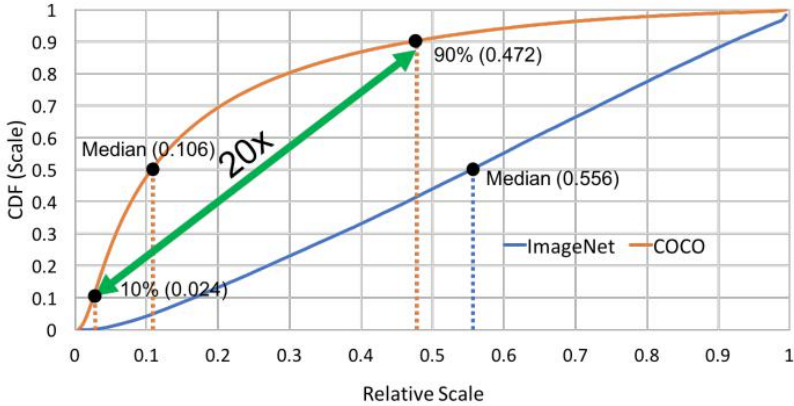 1
0.9
0.8
0.7
0.6
0.5
0.4
0.3
0.2
0.1
0
CDF (Scale)
90% (0.472)
Median (0.106)
20x
Median (0.556)
ImageNet COCO
10% (0.024)
0 0.1 0.2 0.3 0.4 0.5 0.6 0.7 0.8 0.9 1
Relative Scale